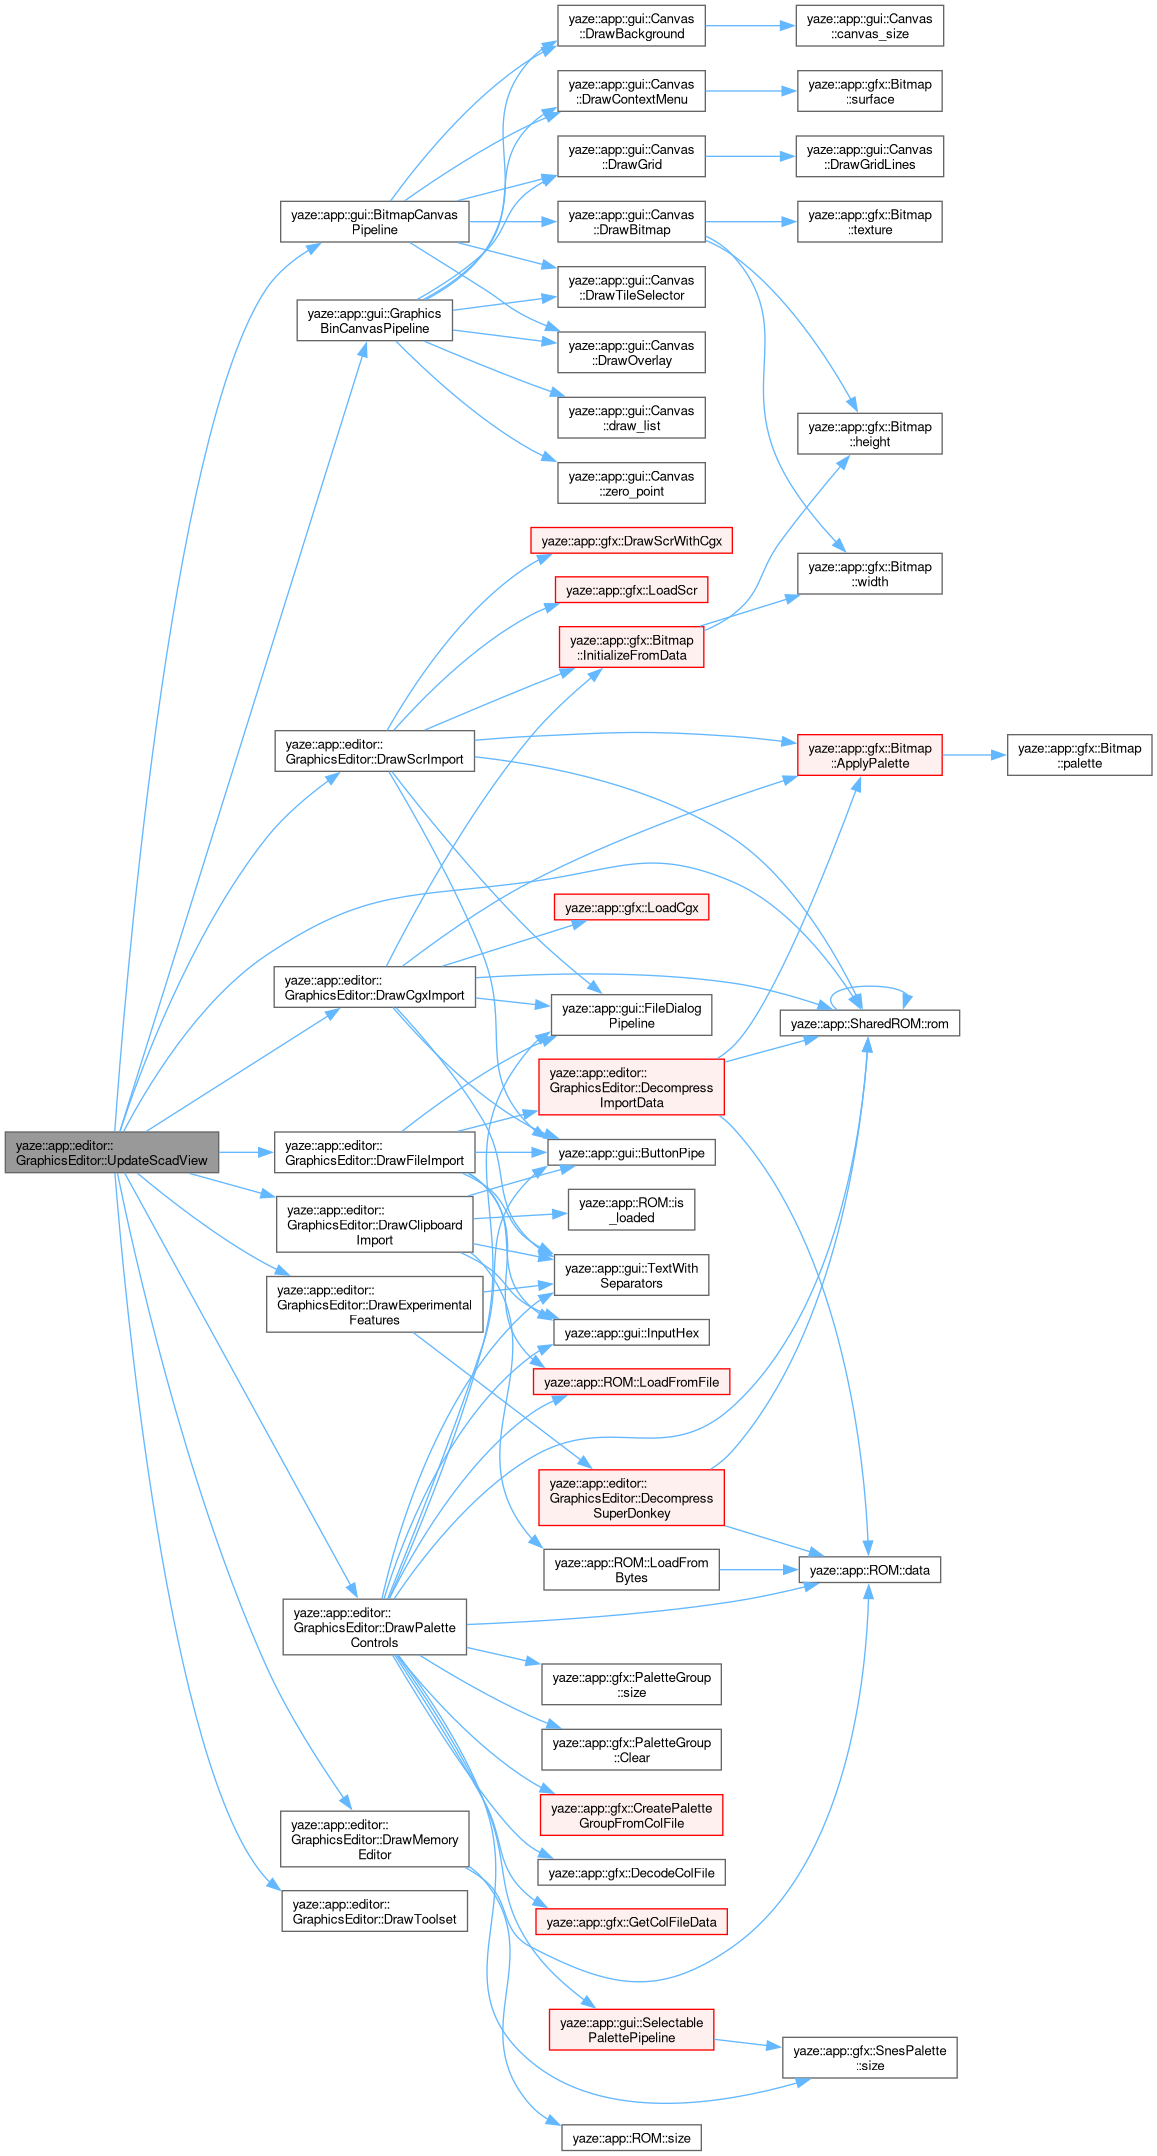 yaze::app::gui::Canvas
::DrawBackground
yaze::app::gui::Canvas
::canvas_size
yaze::app::gui::Canvas
::DrawContextMenu
yaze::app::gfx::Bitmap
::surface
yaze::app::gui::Canvas
::DrawGrid
yaze::app::gui::Canvas
::DrawGridLines
yaze::app::gui::BitmapCanvas
Pipeline
yaze::app::gui::Canvas
::DrawBitmap
yaze::app::gfx::Bitmap
::texture
yaze::app::gui::Canvas
::DrawTileSelector
yaze::app::gui::Graphics
BinCanvasPipeline
yaze::app::gui::Canvas
::DrawOverlay
yaze::app::gui::Canvas
::draw_list
yaze::app::gfx::Bitmap
::height
yaze::app::gui::Canvas
::zero_point
yaze::app::gfx::DrawScrWithCgx
yaze::app::gfx::Bitmap
::width
yaze::app::gfx::LoadScr
yaze::app::gfx::Bitmap
::InitializeFromData
yaze::app::editor::
GraphicsEditor::DrawScrImport
yaze::app::gfx::Bitmap
::ApplyPalette
yaze::app::gfx::Bitmap
::palette
yaze::app::gfx::LoadCgx
yaze::app::editor::
GraphicsEditor::DrawCgxImport
yaze::app::gui::FileDialog
Pipeline
yaze::app::SharedROM::rom
yaze::app::editor::
GraphicsEditor::Decompress
ImportData
yaze::app::editor::
GraphicsEditor::UpdateScadView
yaze::app::editor::
GraphicsEditor::DrawFileImport
yaze::app::gui::ButtonPipe
yaze::app::editor::
GraphicsEditor::DrawClipboard
Import
yaze::app::ROM::is
_loaded
yaze::app::gui::TextWith
Separators
yaze::app::editor::
GraphicsEditor::DrawExperimental
Features
yaze::app::gui::InputHex
yaze::app::ROM::LoadFromFile
yaze::app::editor::
GraphicsEditor::Decompress
SuperDonkey
yaze::app::ROM::LoadFrom
Bytes
yaze::app::ROM::data
yaze::app::editor::
GraphicsEditor::DrawPalette
Controls
yaze::app::gfx::PaletteGroup
::size
yaze::app::gfx::PaletteGroup
::Clear
yaze::app::gfx::CreatePalette
GroupFromColFile
yaze::app::editor::
GraphicsEditor::DrawMemory
Editor
yaze::app::gfx::DecodeColFile
yaze::app::editor::
GraphicsEditor::DrawToolset
yaze::app::gfx::GetColFileData
yaze::app::gui::Selectable
PalettePipeline
yaze::app::gfx::SnesPalette
::size
yaze::app::ROM::size